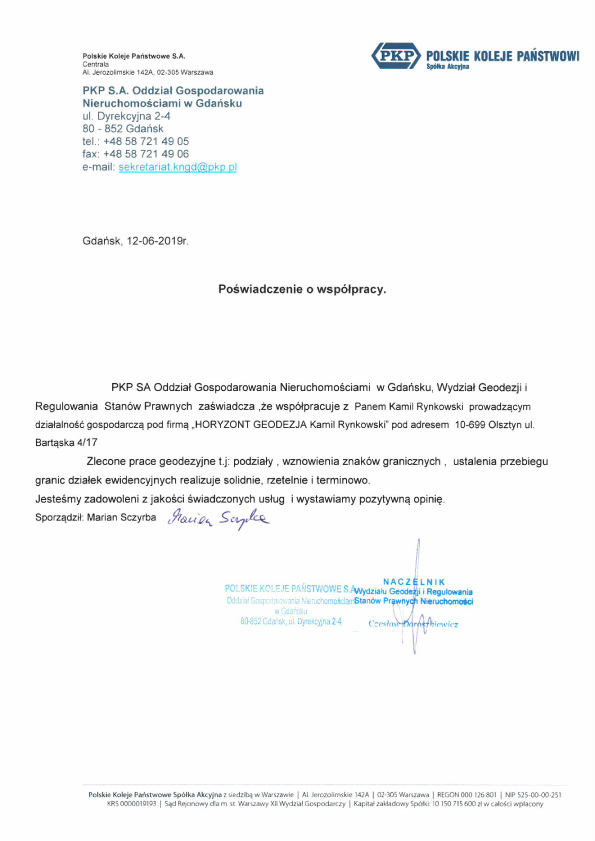 Polskie Koleje Państwowe S.A.
Centrala
Al. Jerozolimskie 142A, 02-305 Warszawa
PKP
POLSKIE KOLEJE PAŃSTWOWE
Spółka Akcyjna
PKP S.A. Oddział Gospodarowania
Nieruchomościami w Gdańsku
ul. Dyrekcyjna 2-4
80 - 852 Gdańsk
tel.: +48 58 721 49 05
fax: +48 58 721 49 06
e-mail: sekretariat.kngd@pkp.pl
Gdańsk, 12-06-2019r.
Poświadczenie o współpracy.
PKP SA Oddział Gospodarowania Nieruchomościami w Gdańsku, Wydział Geodezji i
Regulowania Stanów Prawnych zaświadcza ,że współpracuje z Panem Kamil Rynkowski prowadzącym
działalność gospodarczą pod firmą „HORYZONT GEODEZJA Kamil Rynkowski" pod adresem 10-699 Olsztyn ul.
Bartąska 4/17
Zlecone prace geodezyjne t.j: podziały , wznowienia znaków granicznych , ustalenia przebiegu
granic działek ewidencyjnych realizuje solidnie, rzetelnie i terminowo.
Jesteśmy zadowoleni z jakości świadczonych usług i wystawiamy pozytywną opinię.
Sporządził: Marian Sczyrba
POLSKIE KOLEJE PAŃSTWOWE S.A.
Oddział Gospodarowania Nieruchomościami
w Gdańsku
80-852 Gdańsk, ul. Dyrekcyjna 2-4
NACZELNIK
Wydziału Geodezji i Regulowania
Stanów Prawnych Nieruchomości
Czesław
Polskie Koleje Państwowe Spółka Akcyjna z siedzibą w Warszawie | Al. Jerozolimskie 142A | 02-305 Warszawa | REGON 000 126 801 | NIP 525-00-00-251
KRS 0000019193 | Sąd Rejonowy dla m. st. Warszawy XII Wydział Gospodarczy | Kapitał zakładowy Spółki: 10 150 715 600 zł w całości wpłacony